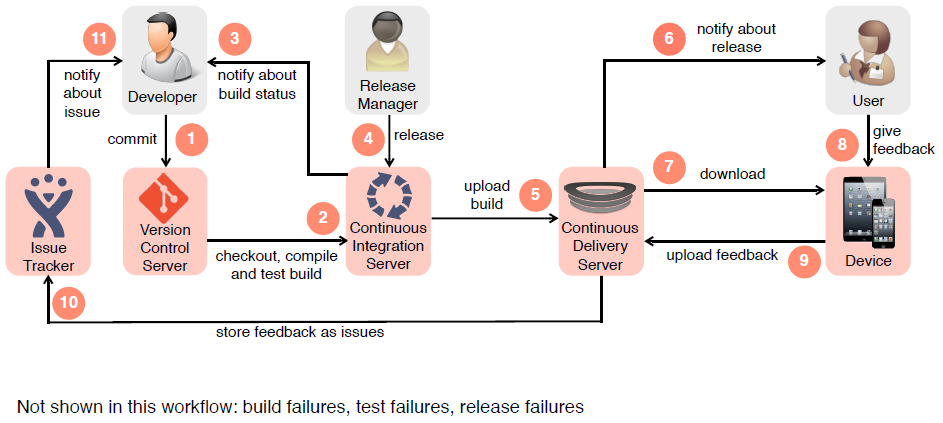 11
3
6
notify about
release
notify
about
issue
Developer
notify about
build status
Release
Manager
User
commit
1
4
release
8
give
feedback
7
download
upload
build
5
2
Issue
Tracker
Version
Control
Server
checkout, compile
and test build
Continuous
Integration
Server
Continuous
Delivery
Server
upload feedback
9
Device
10
store feedback as issues
Not shown in this workflow: build failures, test failures, release failures